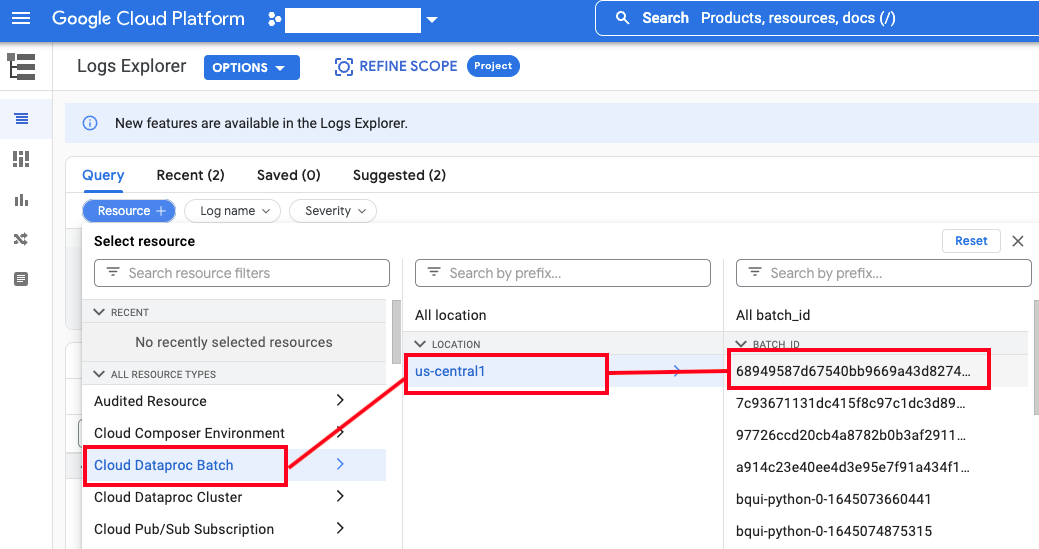 Google Cloud Platform
Search Products, resources, docs (/)
Logs Explorer
OPTIONS
REFINE SCOPE
Project
New features are available in the Logs Explorer.
Query
Recent (2)
Saved (0)
Suggested (2)
Resource
Log name
Severity
Select resource
Reset
Search resource filters
Search by prefix...
Search by prefix...
RECENT
No recently selected resources
ALL RESOURCE TYPES
Audited Resource
Cloud Composer Environment
Cloud Dataproc Batch
Cloud Dataproc Cluster
Cloud Pub/Sub Subscription
All location
LOCATION
us-central1
All batch_id
BATCH_ID
68949587d67540bb9669a43d8274...
7c93671131dc415f8c97c1dc3d89...
97726ccd20cb4a8782b0b3af2911...
a914c23e40ee4d3e95e7f91a434f1...
bqui-python-0-1645073660441
bqui-python-0-1645074875315